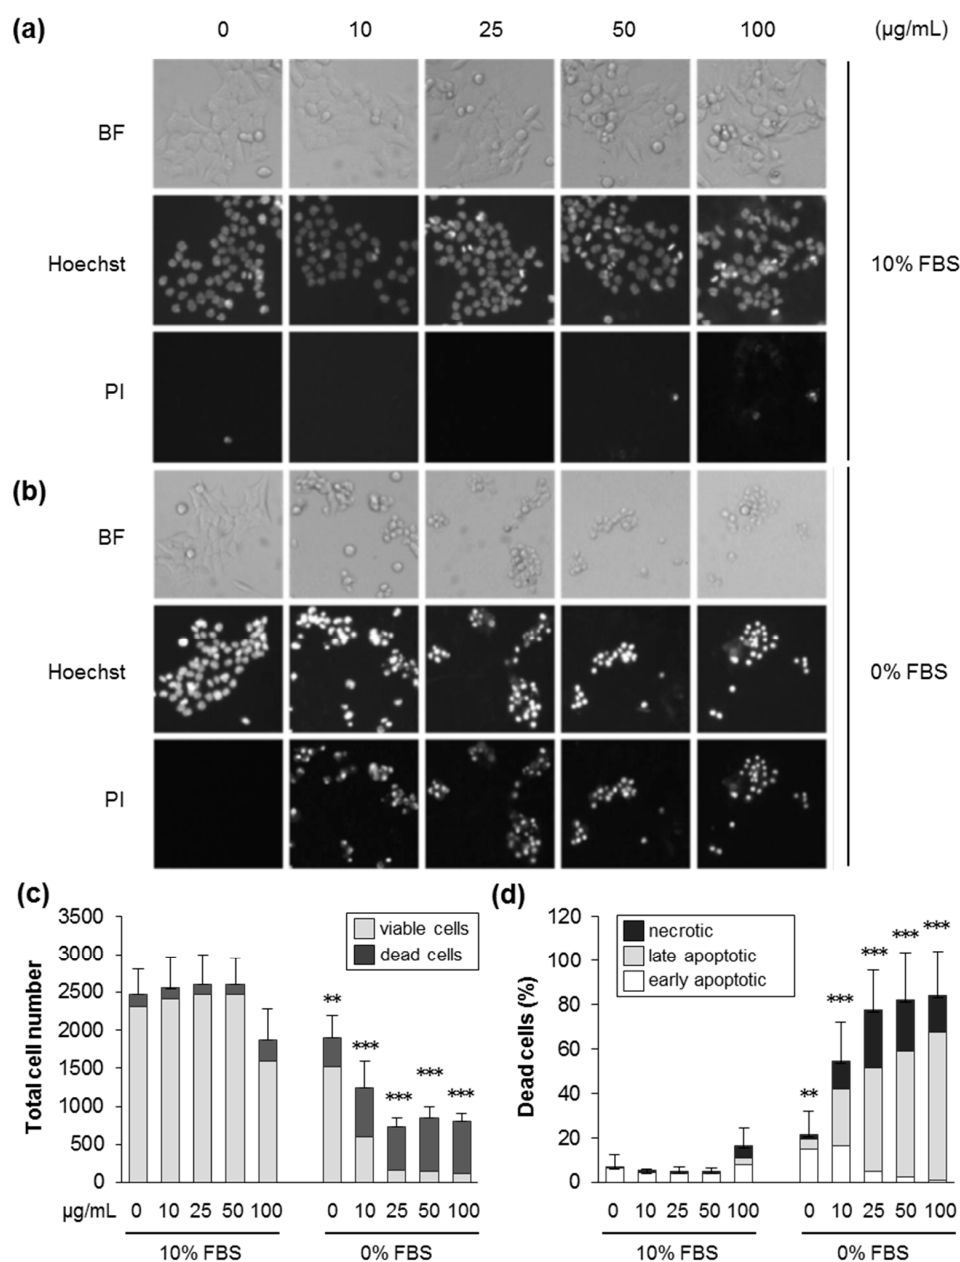 (a) 0 10 25 50 100 (µg/mL)
BF
Hoechst
10% FBS
PI
(b)
BF
Hoechst
0% FBS
PI
(c)
3500
3000
2500
2000
1500
1000
500
0
Total cell number
viable cells
dead cells
** *** *** *** ***
µg/mL 0 10 25 50 100 0 10 25 50 100
10% FBS 0% FBS
(d)
120
100
80
60
40
20
0
Dead cells (%)
necrotic
late apoptotic
early apoptotic
** *** *** *** ***
0 10 25 50 100 0 10 25 50 100
10% FBS 0% FBS